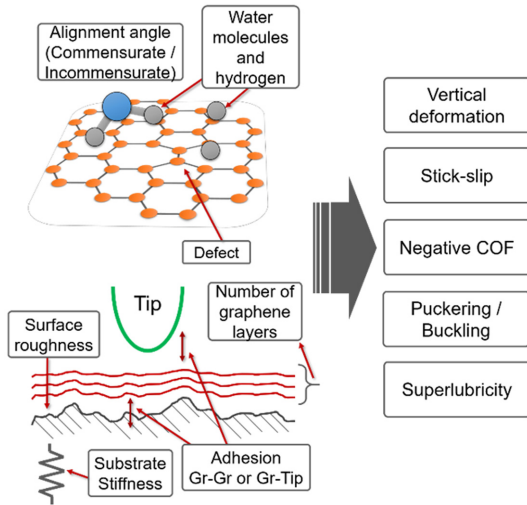 Alignment angle
(Commensurate /
Incommensurate)
Water
molecules
and
hydrogen
Defect
Tip
Number of
graphene
layers
Surface
roughness
Substrate
Stiffness
Adhesion
Gr-Gr or Gr-Tip
Vertical
deformation
Stick-slip
Negative COF
Puckering /
Buckling
Superlubricity